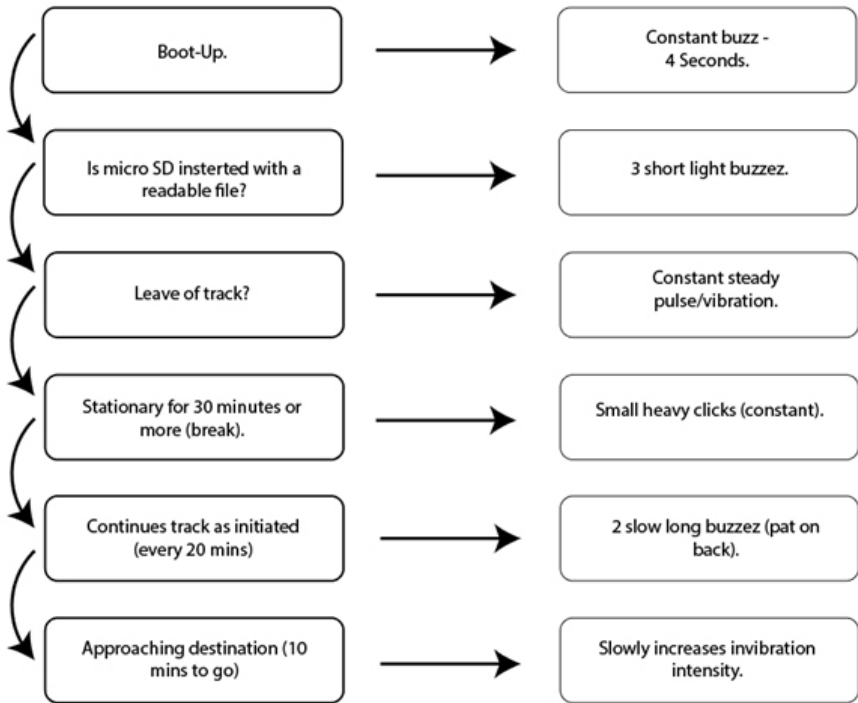 Boot-Up.
Constant buzz -
4 Seconds.
Is micro SD insterted with a
readable file?
3 short light buzzez.
Leave of track?
Constant steady
pulse/vibration.
Stationary for 30 minutes or
more (break).
Small heavy clicks (constant).
Continues track as initiated
(every 20 mins)
2 slow long buzzez (pat on
back).
Approaching destination (10
mins to go)
Slowly increases invibration
intensity.